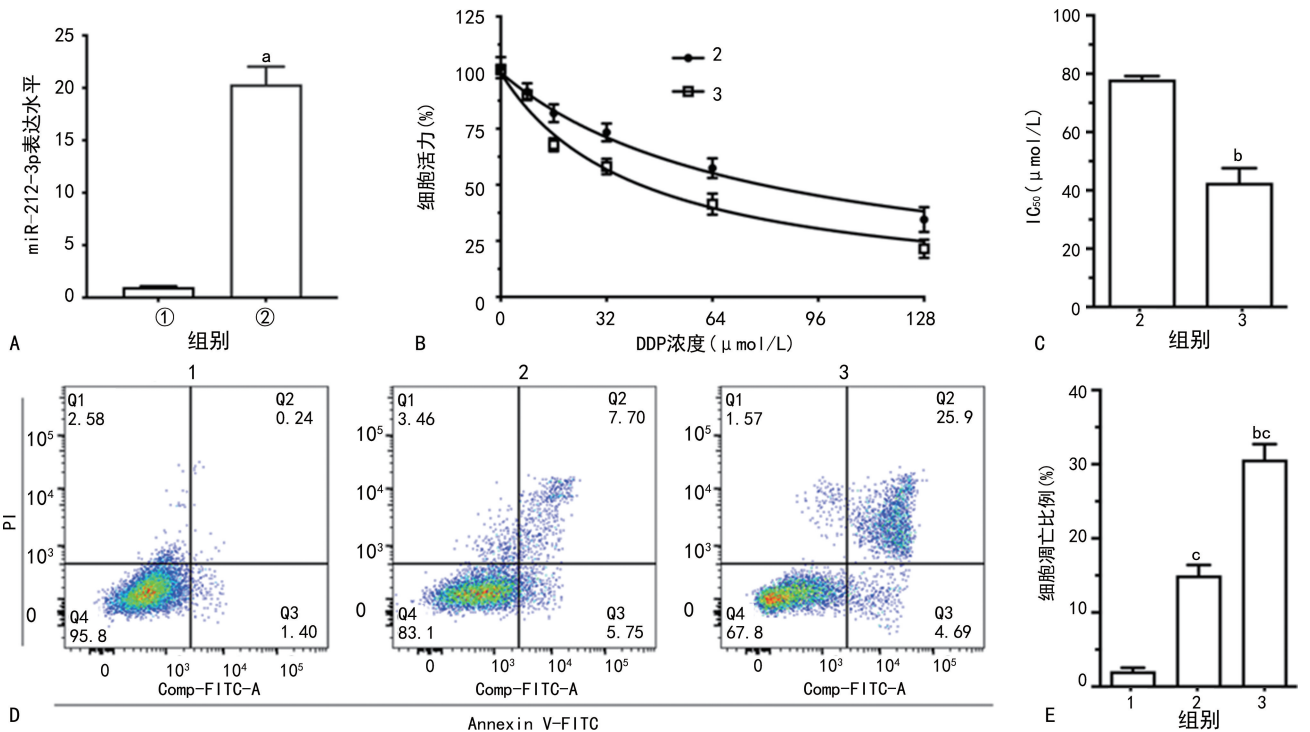 25
20
15
10
5
0
miR-212-3p表达水平
a
①
②
组别
A
125
100
75
50
25
0
细胞活力(%)
2
3
0
32
64
96
128
DDP浓度(μmol/L)
B
100
80
60
40
20
0
IC₅₀(μmol/L)
b
2
3
组别
C
1
Q1
2.58
Q2
0.24
10⁵
10⁴
10³
0
Q4
95.8
Q3
1.40
0
10³
10⁴
10⁵
Comp-FITC-A
PI
2
Q1
3.46
Q2
7.70
10⁵
10⁴
10³
0
Q4
83.1
Q3
5.75
0
10³
10⁴
10⁵
Comp-FITC-A
3
Q1
1.57
Q2
25.9
10⁵
10⁴
10³
0
Q4
67.8
Q3
4.69
0
10³
10⁴
10⁵
Comp-FITC-A
D
Annexin V-FITC
40
30
20
10
0
细胞凋亡比例(%)
c
bc
1
2
3
组别
E